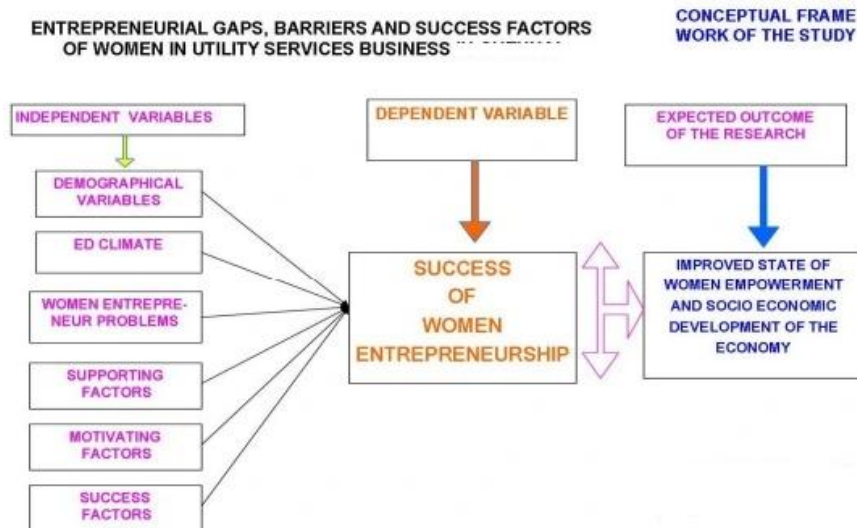 ENTREPRENEURIAL GAPS, BARRIERS AND SUCCESS FACTORS
OF WOMEN IN UTILITY SERVICES BUSINESS
CONCEPTUAL FRAME
WORK OF THE STUDY
INDEPENDENT VARIABLES
DEMOGRAPHICAL
VARIABLES
ED CLIMATE
WOMEN ENTREPRE-
NEUR PROBLEMS
SUPPORTING
FACTORS
MOTIVATING
FACTORS
SUCCESS
FACTORS
DEPENDENT VARIABLE
SUCCESS
OF
WOMEN
ENTREPRENEURSHIP
EXPECTED OUTCOME
OF THE RESEARCH
IMPROVED STATE OF
WOMEN EMPOWERMENT
AND SOCIO ECONOMIC
DEVELOPMENT OF THE
ECONOMY